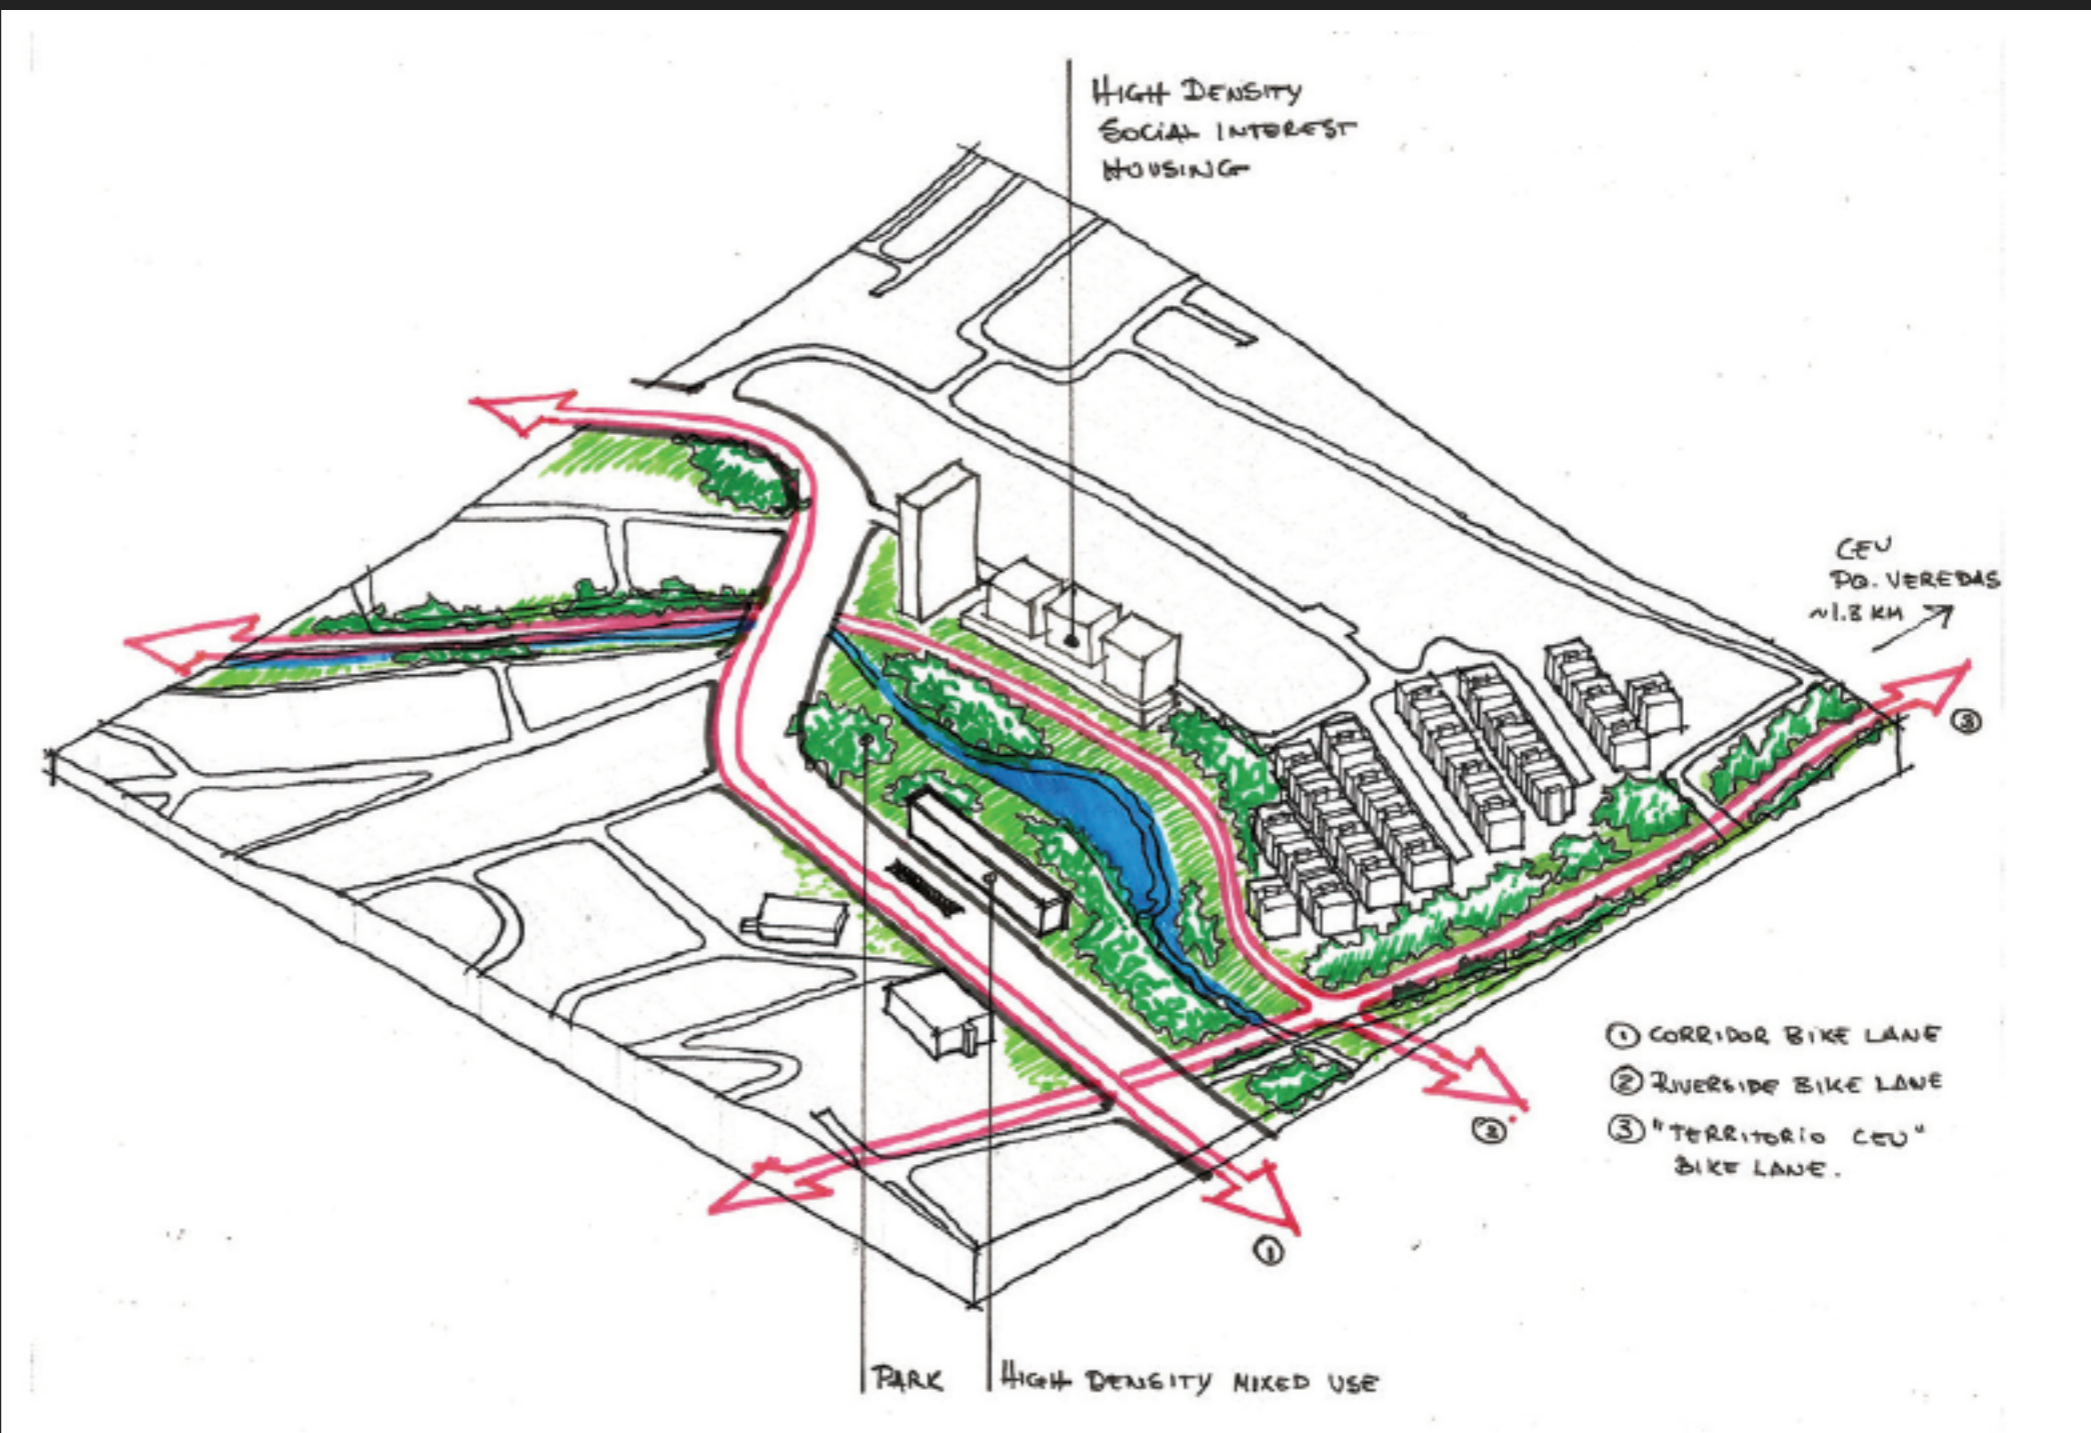 HIGH DENSITY
SOCIAL INTEREST
HOUSING
CEU
PQ. VEREDAS
~1.8 KM
③
① CORRIDOR BIKE LANE
② RIVERSIDE BIKE LANE
③ "TERRITORIO CEU"
BIKE LANE.
②
①
PARK
HIGH DENSITY MIXED USE